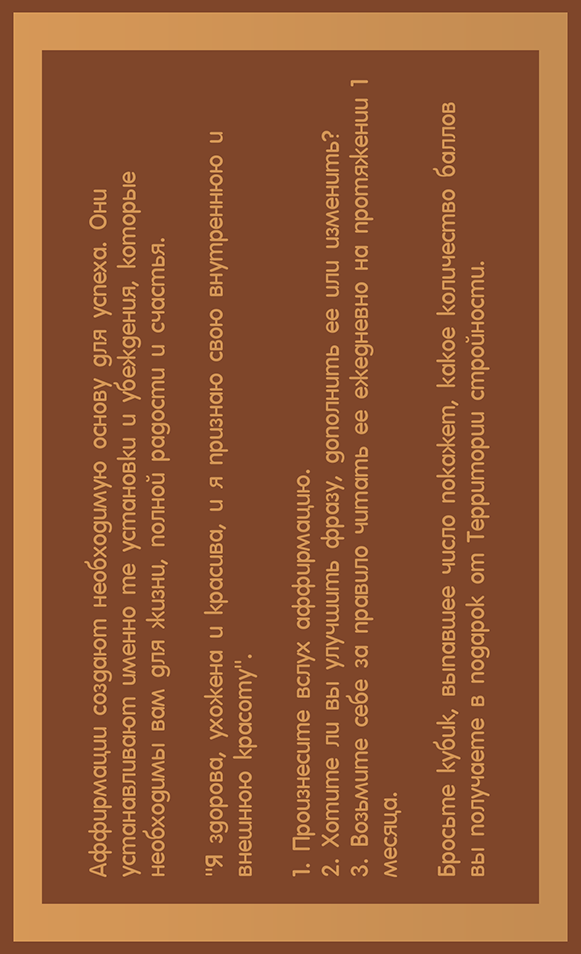 Аффирмации создают необходимую основу для успеха. Они
устанавливают именно те установки и убеждения, которые
необходимы вам для жизни, полной радости и счастья.
"Я здорова, ухожена и красива, и я признаю свою внутреннюю и
внешнюю красоту".
1. Произнесите вслух аффирмацию.
2. Хотите ли вы улучшить фразу, дополнить ее или изменить?
3. Возьмите себе за правило читать ее ежедневно на протяжении 1
месяца.
Бросьте кубик, выпавшее число покажет, какое количество баллов
вы получаете в подарок от Территории стройности.